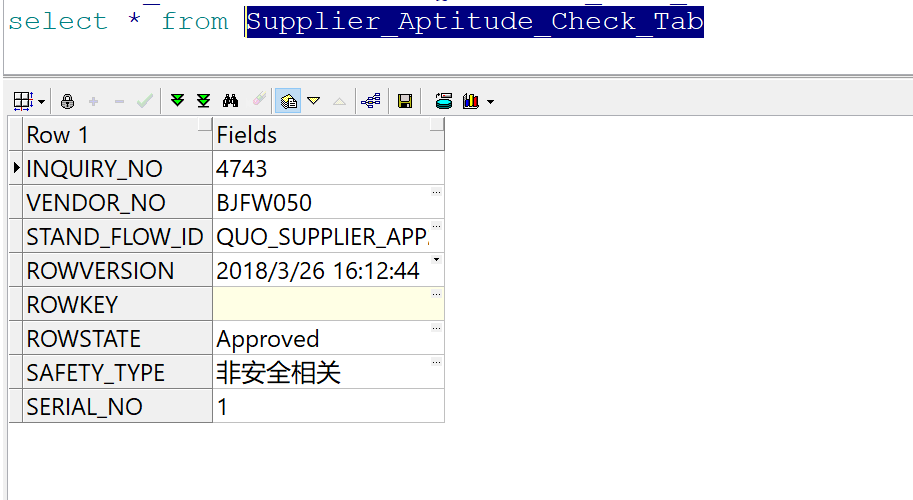 select * from Supplier_Aptitude_Check_Tab
Row 1 Fields
INQUIRY_NO 4743
VENDOR_NO BJFW050
STAND_FLOW_ID QUO_SUPPLIER_APP
ROWVERSION 2018/3/26 16:12:44
ROWKEY
ROWSTATE Approved
SAFETY_TYPE 非安全相关
SERIAL_NO 1